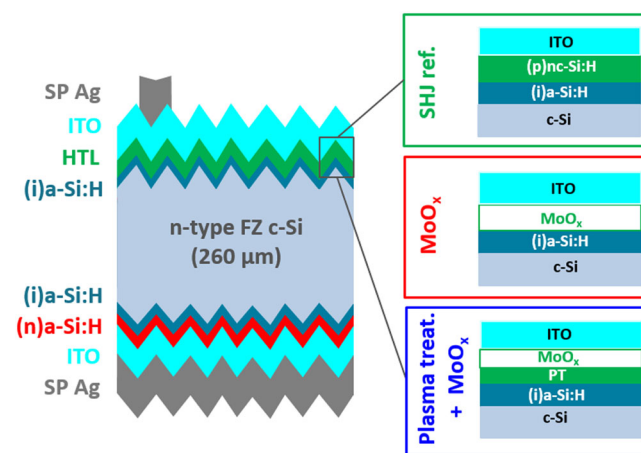 SP Ag
ITO
HTL
(i)a-Si:H
n-type FZ c-Si
(260 µm)
(i)a-Si:H
(n)a-Si:H
ITO
SP Ag
SHJ ref.
ITO
(p)nc-Si:H
(i)a-Si:H
c-Si
MoOₓ
ITO
MoOₓ
(i)a-Si:H
c-Si
Plasma treat.
+ MoOₓ
ITO
MoOₓ
PT
(i)a-Si:H
c-Si